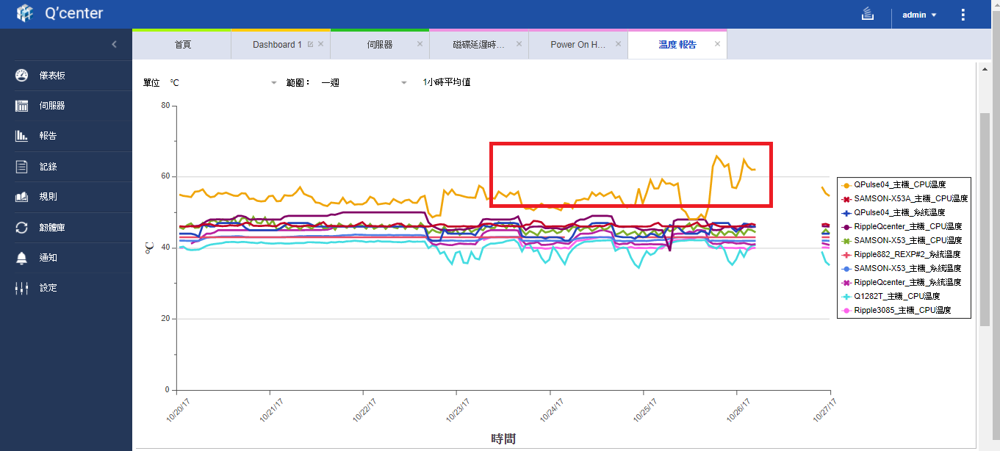 Q'center
admin
首頁
Dashboard 1
伺服器
磁碟延遲時...
Power On H...
溫度 報告
儀表板
伺服器
報告
記錄
規則
韌體庫
通知
設定
單位 ℃ 範圍： 一週 1小時平均值
80
60
40
20
0
℃
10/20/17
10/21/17
10/22/17
10/23/17
10/24/17
10/25/17
10/26/17
10/27/17
時間
QPulse04_主機_CPU溫度
SAMSON-X53A_主機_CPU溫度
QPulse04_主機_系統溫度
RippleQcenter_主機_CPU溫度
SAMSON-X53_主機_CPU溫度
Ripple882_REXP#2_系統溫度
SAMSON-X53_主機_系統溫度
RippleQcenter_主機_系統溫度
Q1282T_主機_CPU溫度
Ripple3085_主機_CPU溫度